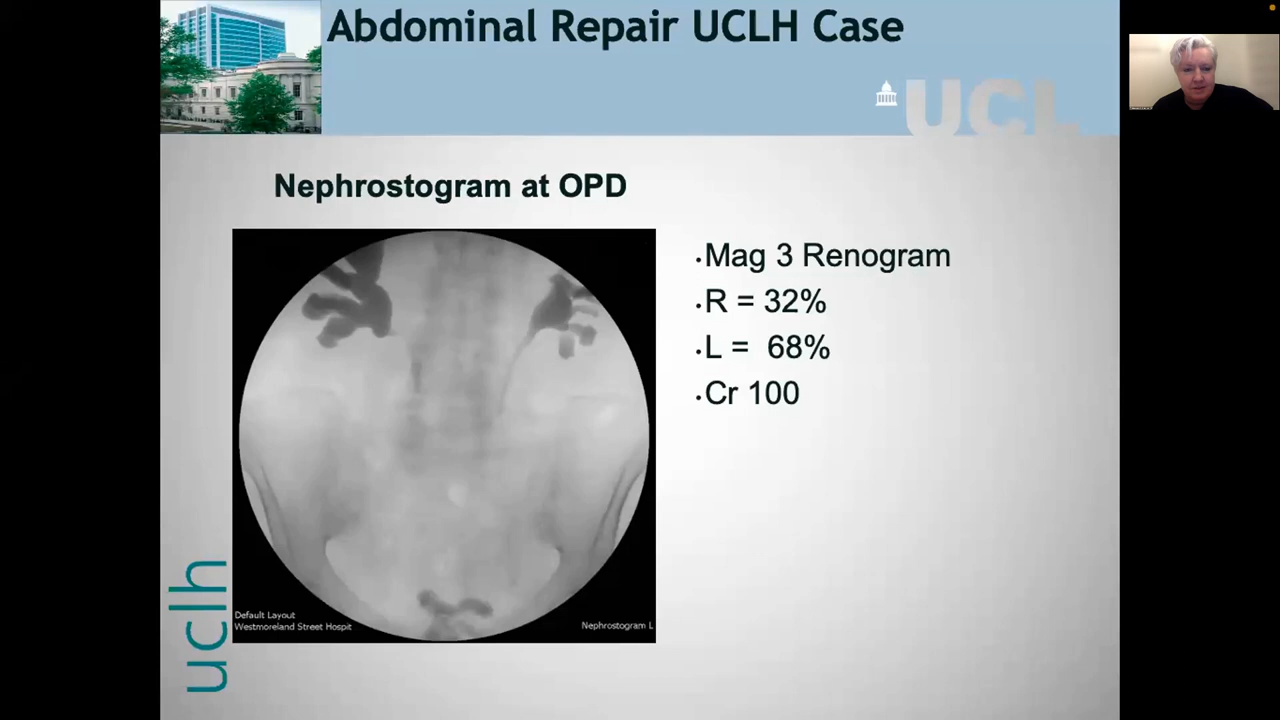 Abdominal Repair UCLH Case
UCL
Nephrostogram at OPD
.Mag 3 Renogram
.R = 32%
.L = 68%
.Cr 100
Default Layout
Westmoreland Street Hospit
Nephrostogram L
uclh